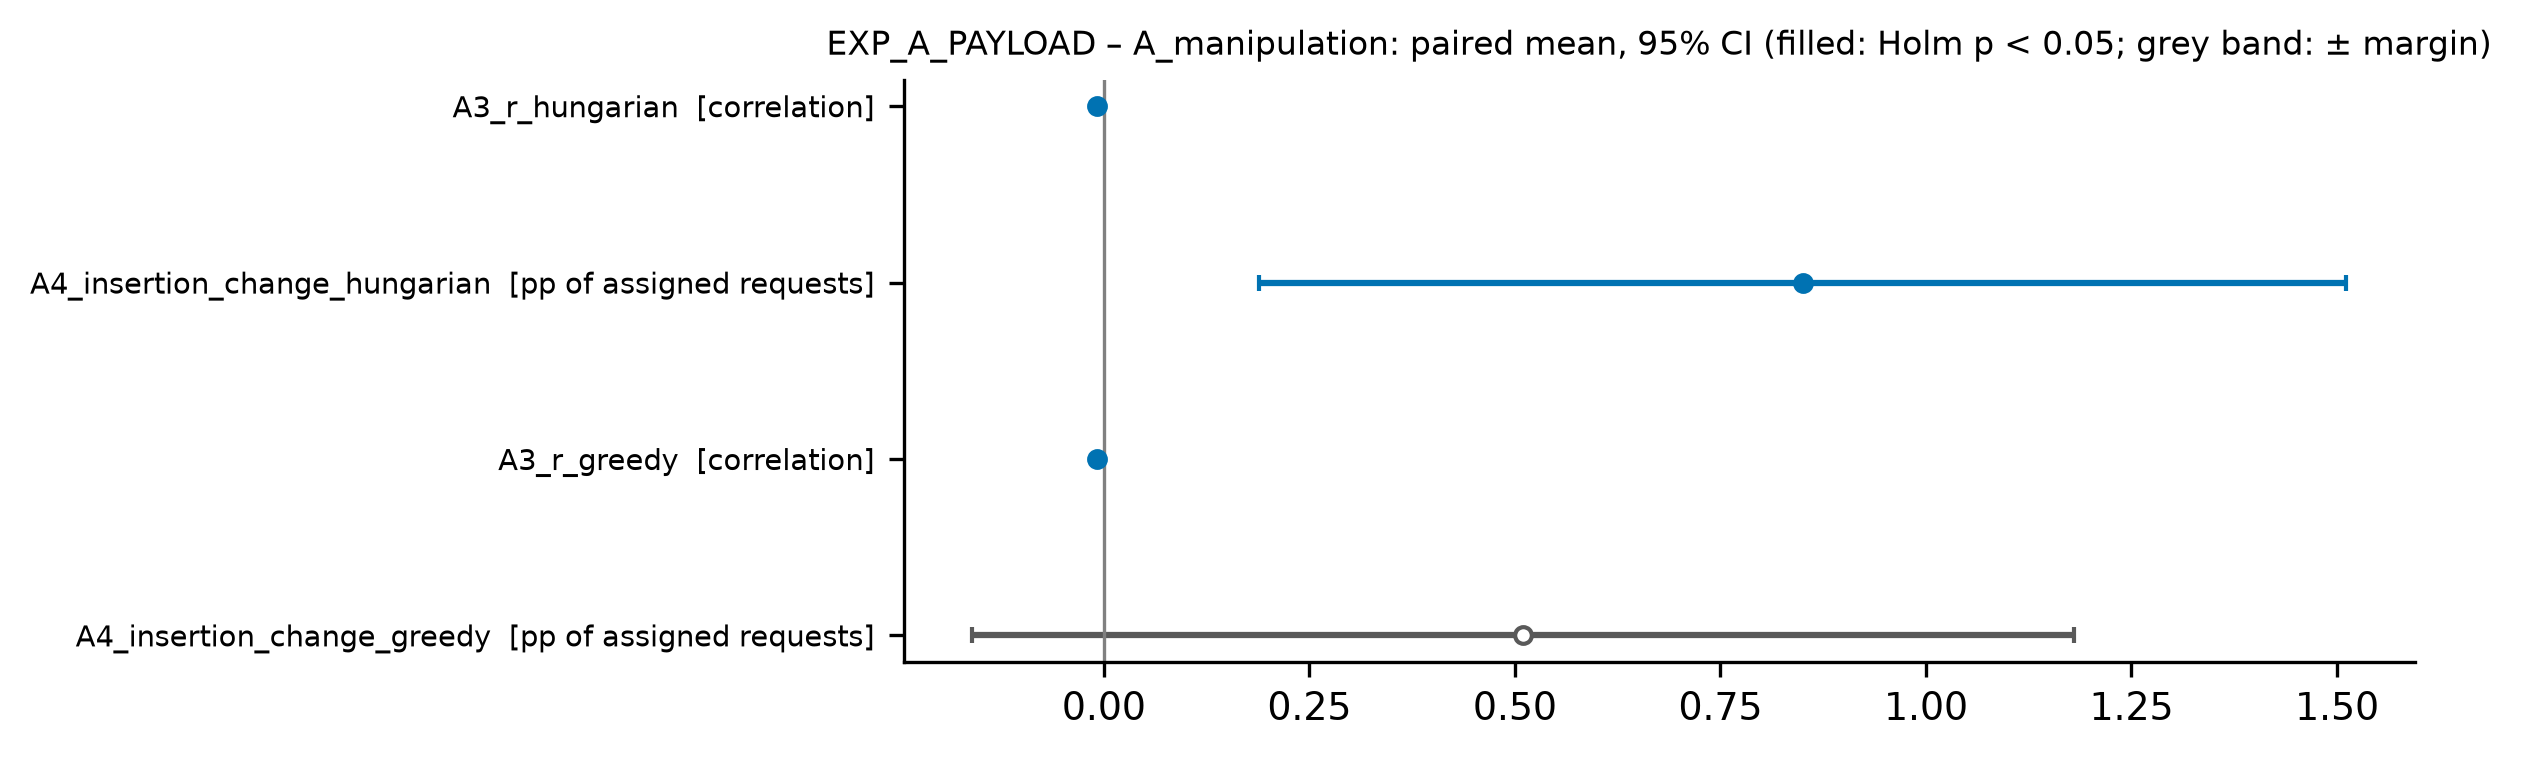 EXP_A_PAYLOAD – A_manipulation: paired mean, 95% CI (filled: Holm p < 0.05; grey band: ± margin)
A3_r_hungarian [correlation]
A4_insertion_change_hungarian [pp of assigned requests]
A3_r_greedy [correlation]
A4_insertion_change_greedy [pp of assigned requests]
0.00 0.25 0.50 0.75 1.00 1.25 1.50